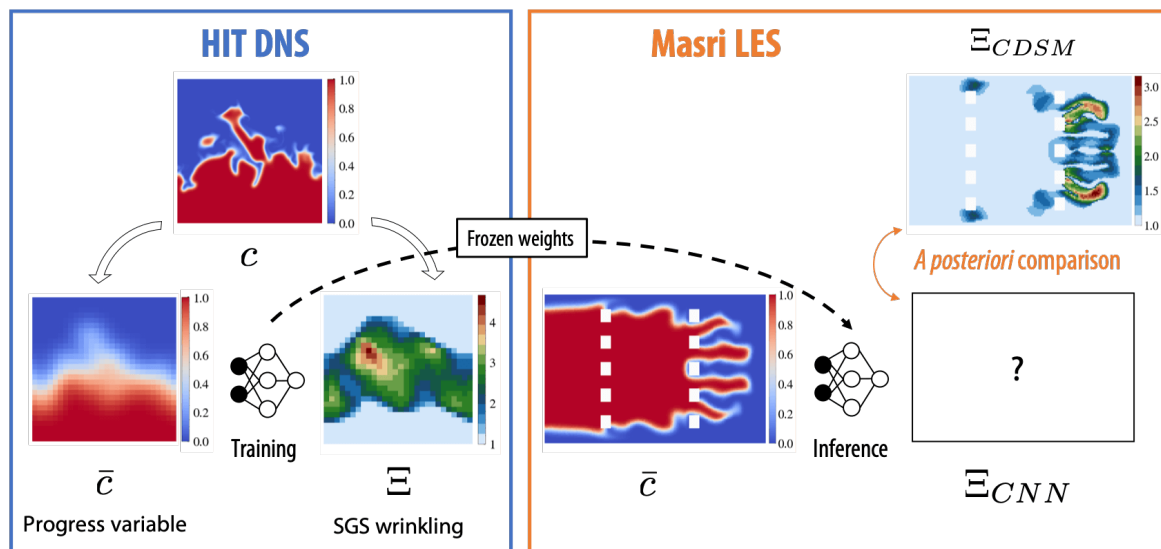 HIT DNS
1.0
0.8
0.6
0.4
0.2
0.0
c
1.0
0.8
0.6
0.4
0.2
0.0
Training
4
3
2
1
c̄
Ξ
Progress variable
SGS wrinkling
Frozen weights
Masri LES
Ξ_CDSM
3.0
2.5
2.0
1.5
1.0
A posteriori comparison
1.0
0.8
0.6
0.4
0.2
0.0
Inference
?
c̄
Ξ_CNN